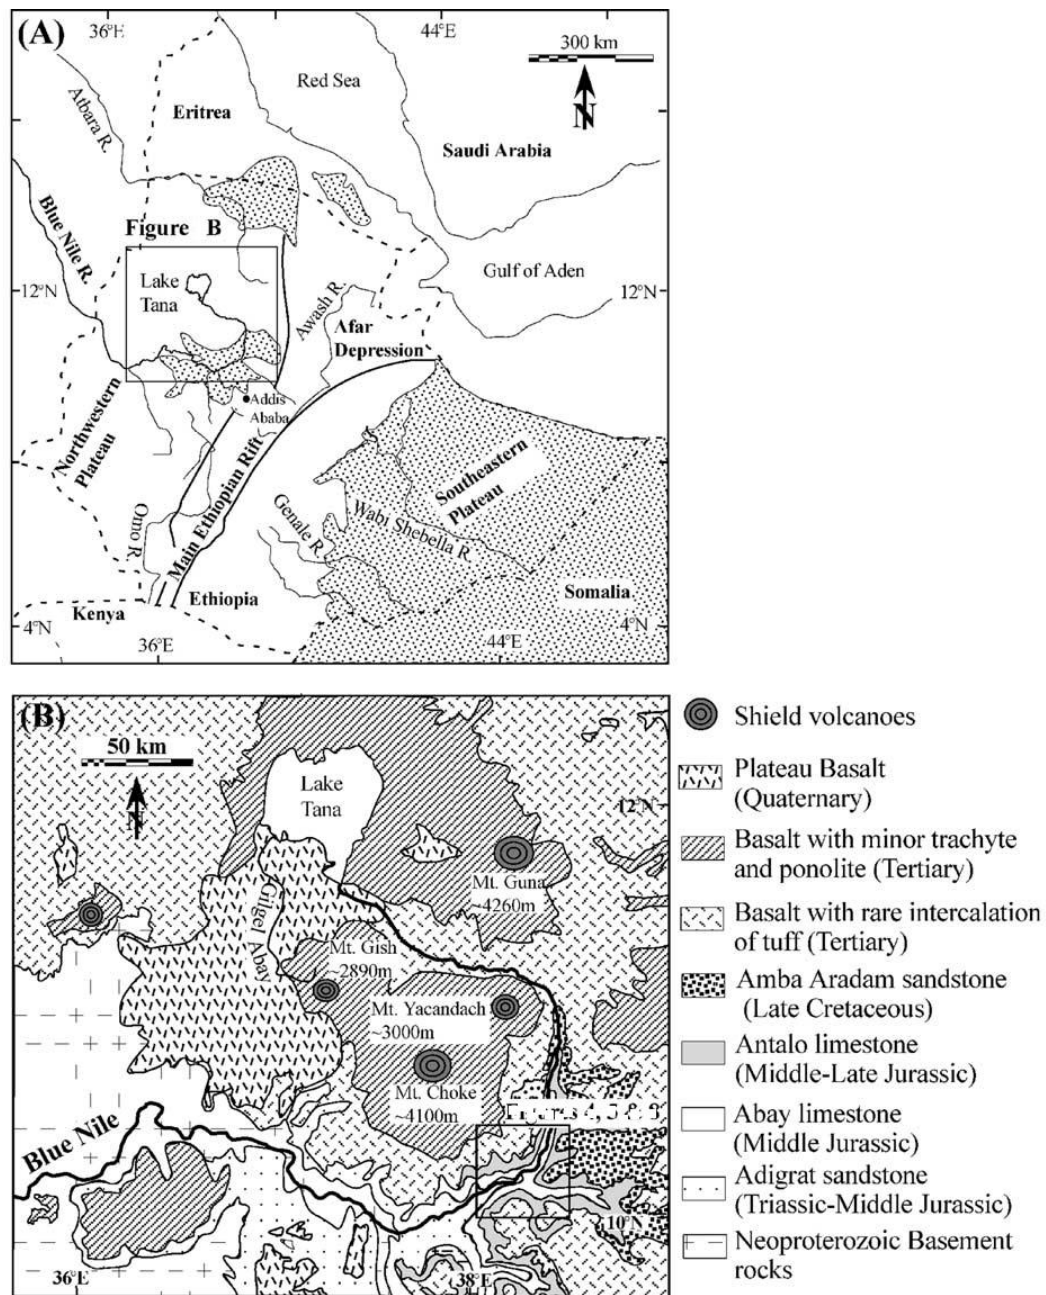 (A)
36°E
44°E
300 km
N
Red Sea
Atbara R.
Eritrea
Saudi Arabia
Blue Nile R.
Figure B
Lake
Tana
12°N
Gulf of Aden
12°N
Awash R.
Afar
Depression
Addis
Ababa
Northwestern
Plateau
Main Ethiopian Rift
Southeastern
Plateau
Wabi Shebella R.
Genale R.
Omo R.
Ethiopia
Somalia
Kenya
4°N
36°E
44°E
4°N
(B)
50 km
N
Lake
Tana
12°N
Mt. Guna
~4260m
Gilgel Abay
Mt. Gish
~2890m
Mt. Yacandach
~3000m
Mt. Choke
~4100m
Blue Nile
10°N
36°E
38°E
Shield volcanoes
Plateau Basalt
(Quaternary)
Basalt with minor trachyte
and ponolite (Tertiary)
Basalt with rare intercalation
of tuff (Tertiary)
Amba Aradam sandstone
(Late Cretaceous)
Antalo limestone
(Middle-Late Jurassic)
Abay limestone
(Middle Jurassic)
Adigrat sandstone
(Triassic-Middle Jurassic)
Neoproterozoic Basement
rocks